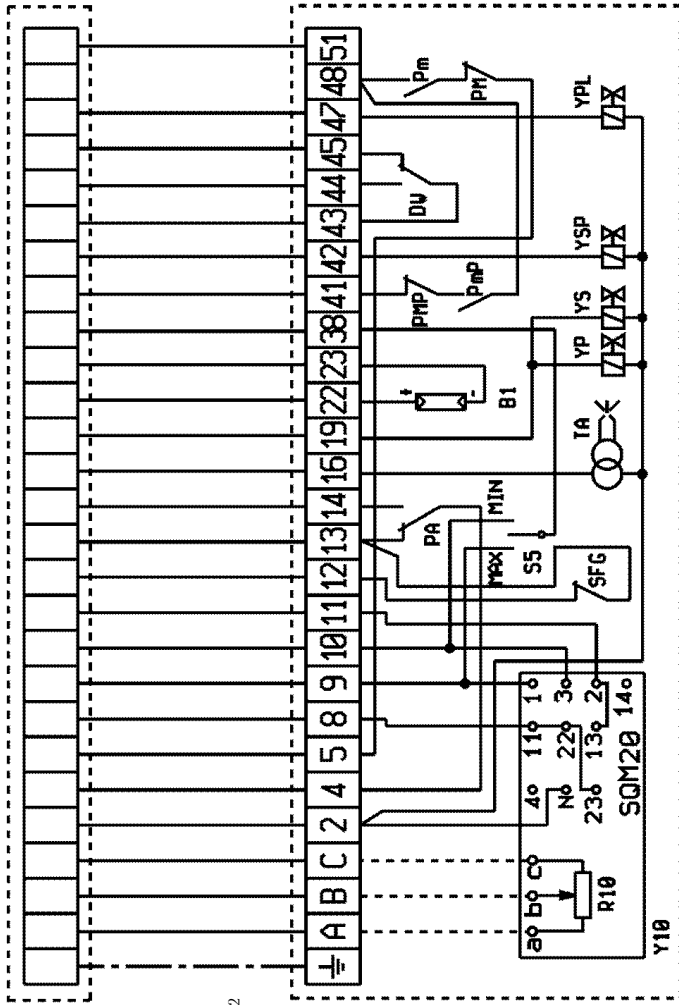 51
48
47
45
44
43
42
41
38
23
22
19
16
14
13
12
11
10
9
8
5
4
2
C
B
A
Pm
PM
YPL
DW
YSP
PMP
PmP
YS
YP
+
-
B1
TA
PA
MIN
MAX
S5
SFG
1
3
2
14
11
22
13
SQM20
4
N
23
c
b
a
R10
Y10
2